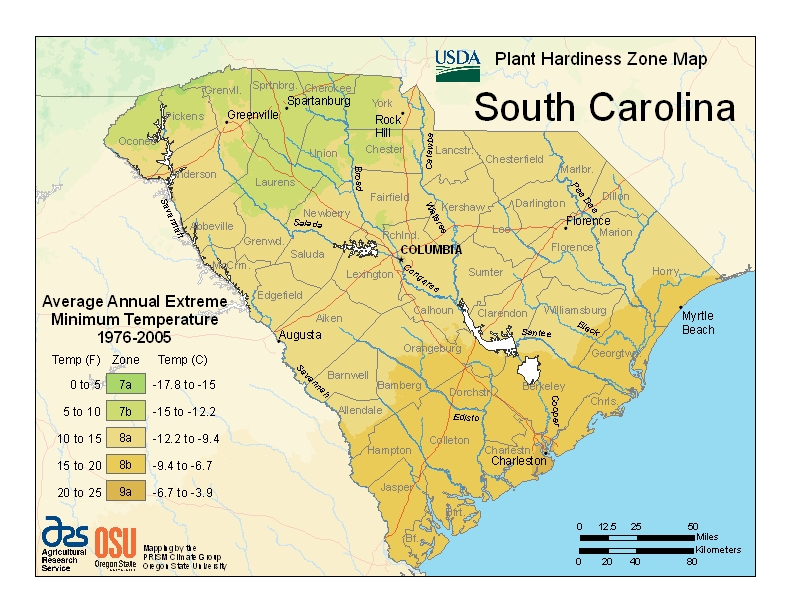 USDA
Plant Hardiness Zone Map
South Carolina
Sprtnbrg.
Cherokee
Grenvll.
Spartanburg
York
Pickens
Greenville
Rock
Hill
Oconee
Union
Chester
Catawba
Lancstr.
Chesterfield
Anderson
Laurens
Broad
Marlbr.
Fairfield
Pee Dee
Dillon
Savannah
Newberry
Wateree
Kershaw
Darlington
Abbeville
Saluda
Lee
Florence
Marion
Grenwd.
Rchlnd.
COLUMBIA
Florence
Saluda
McCrm.
Lexington
Congaree
Sumter
Horry
Edgefield
Average Annual Extreme
Minimum Temperature
1976-2005
Calhoun
Clarendon
Williamsburg
Myrtle
Beach
Aiken
Augusta
Santee
Black
Orangeburg
Georgtwn.
Temp (F) Zone Temp (C)
0 to 5 7a -17.8 to -15
5 to 10 7b -15 to -12.2
10 to 15 8a -12.2 to -9.4
15 to 20 8b -9.4 to -6.7
20 to 25 9a -6.7 to -3.9
Barnwell
Bamberg
Savannah
Berkeley
Dorchstr.
Allendale
Edisto
Cooper
Chrls.
Colleton
Hampton
Charlestn.
Charleston
Jasper
Bfrt.
Bf.
Agricultural
Research
Service
OSU
Oregon State
Mapping by the
PRISM Climate Group
Oregon State University
0 12.5 25 50
Miles
Kilometers
0 20 40 80